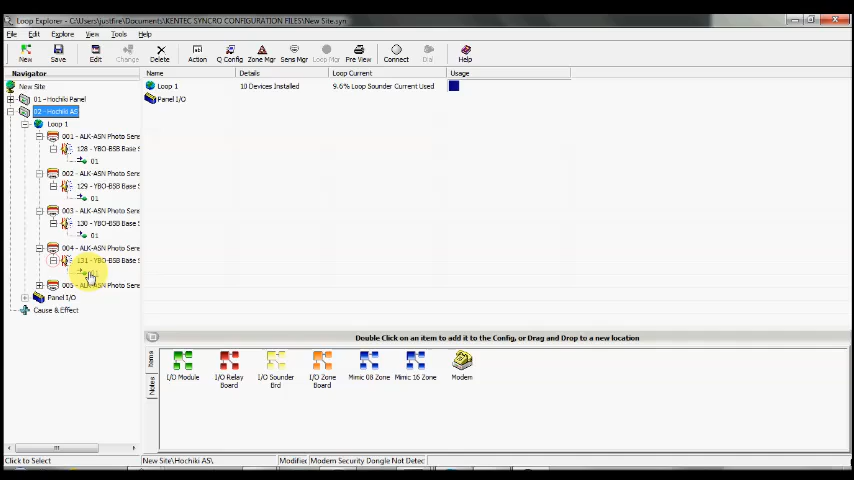 Loop Explorer - C:\Users\justfire\Documents\KENTEC SYNCRO CONFIGURATION FILES\New Site.syn
File Edit Explore View Tools Help
New Save Edit Change Delete Action Q Config Zone Mgr Sens Mgr Loop Mgr Pre View Connect Dial Help
Navigator
Name Details Loop Current Usage
New Site
Loop 1 10 Devices Installed 9.6% Loop Sounder Current Used
01 - Hochiki Panel
Panel I/O
02 - Hochiki AS
Loop 1
001 - ALK-ASN Photo Sens
128 - YBO-BSB Base S
01
002 - ALK-ASN Photo Sens
129 - YBO-BSB Base S
01
003 - ALK-ASN Photo Sens
130 - YBO-BSB Base S
01
004 - ALK-ASN Photo Sens
131 - YBO-BSB Base S
01
005 - ALK-ASN Photo Sens
Panel I/O
Cause & Effect
Double Click on an item to add it to the Config, or Drag and Drop to a new location
Items
Notes
I/O Module
I/O Relay Board
I/O Sounder Brd
I/O Zone Board
Mimic 08 Zone
Mimic 16 Zone
Modem
Click to Select New Site\Hochiki AS\ Modified Modem Security Dongle Not Detec